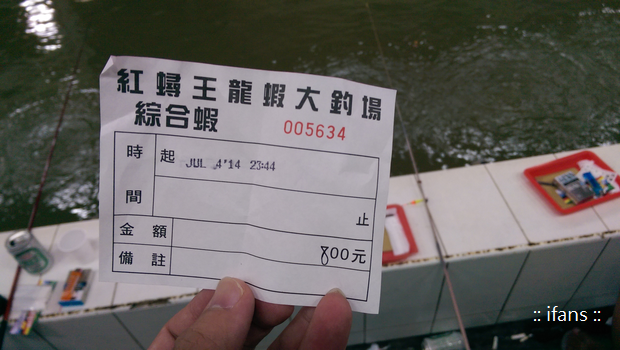 紅蟳王龍蝦大釣場
綜合蝦 005634
時間 起 JUL 4'14 23:44
止
金額 800元
備註
:: ifans ::